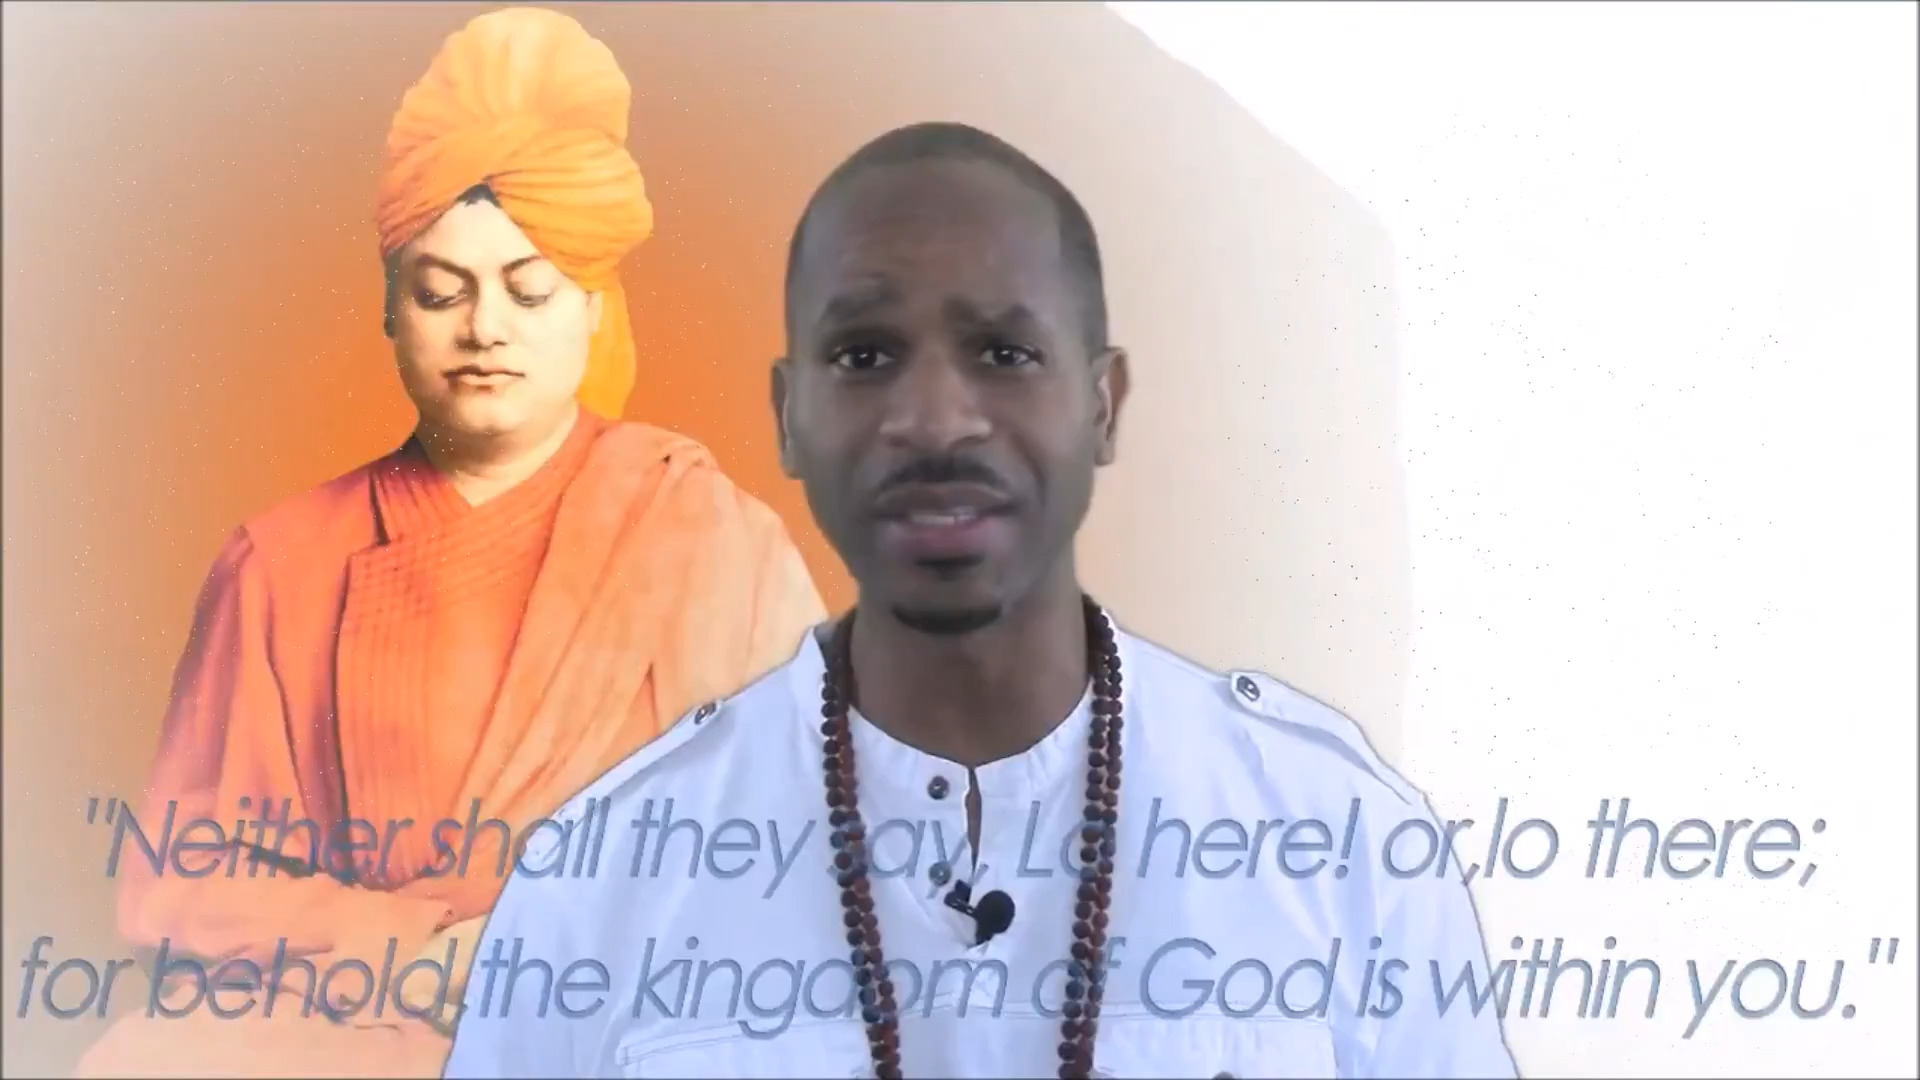 "Neither shall they say, Lo here! or,lo there;
for behold,the kingdom of God is within you."